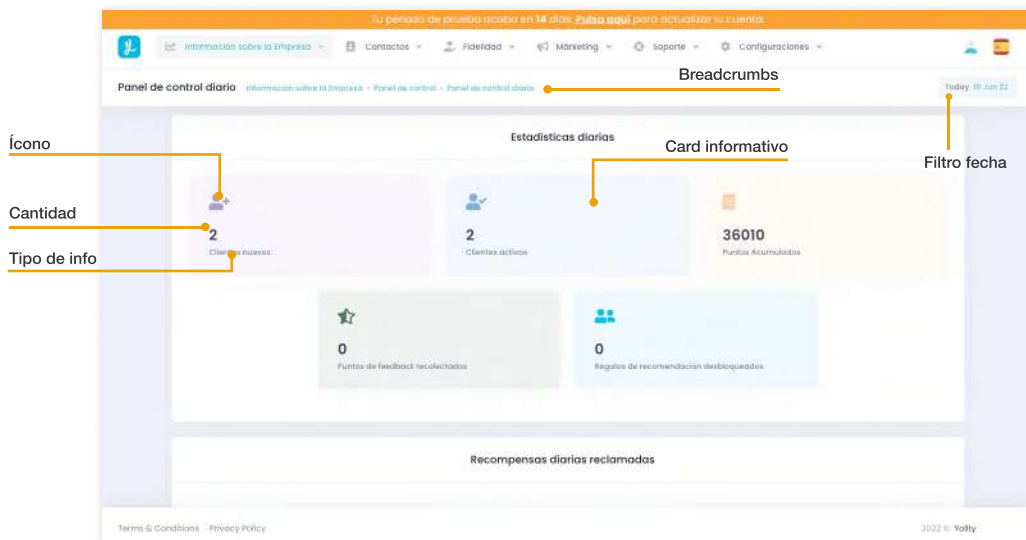 Tu periodo de prueba acaba en 14 días. Pulsa aquí para actualizar tu cuenta.
Información sobre la Empresa Contactos Fidelidad Marketing Soporte Configuraciones
Breadcrumbs
Panel de control diario Información sobre la Empresa - Panel de control - Panel de control diario
Today 10 Jun 22
Estadísticas diarias
Ícono
Card informativo
Filtro fecha
Cantidad
2
Clientes nuevos
2
Clientes activos
36010
Puntos Acumulados
Tipo de info
0
Puntos de feedback recolectados
0
Regalos de recomendación desbloqueados
Recompensas diarias reclamadas
Terms & Conditions Privacy Policy
2022 © Yollty